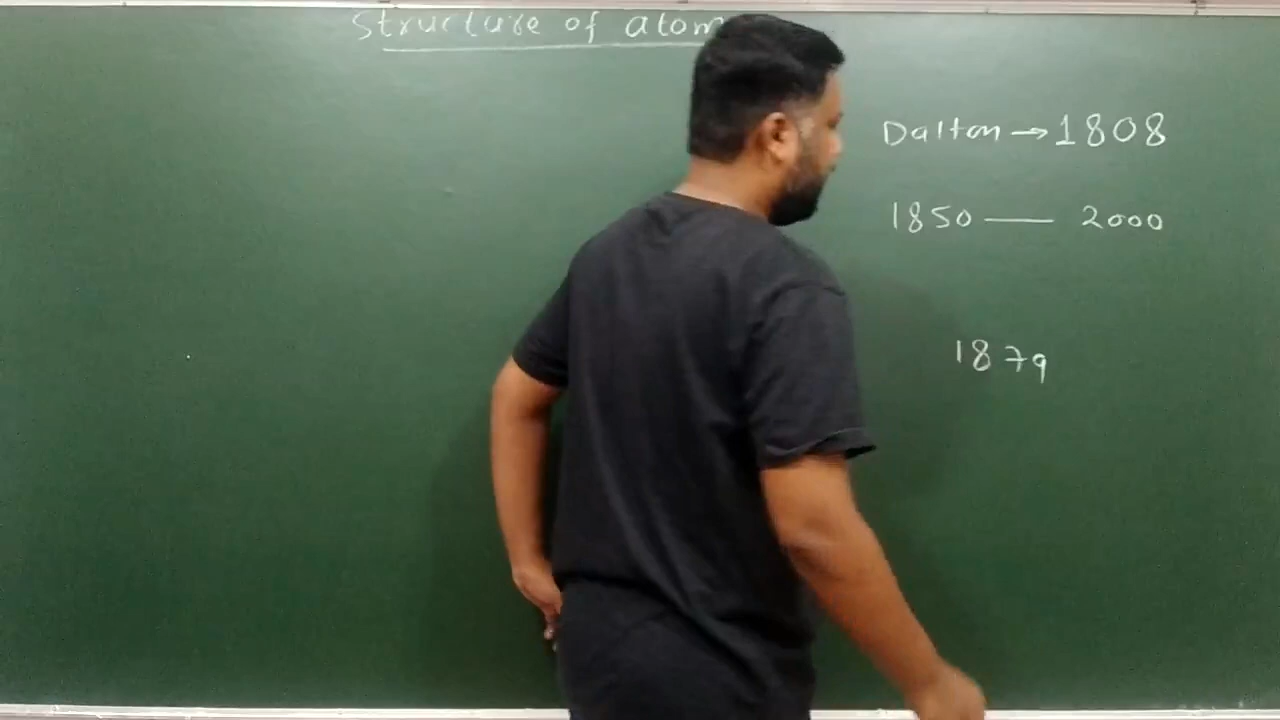 Structure of atom
Dalton → 1808
1850 — 2000
1879